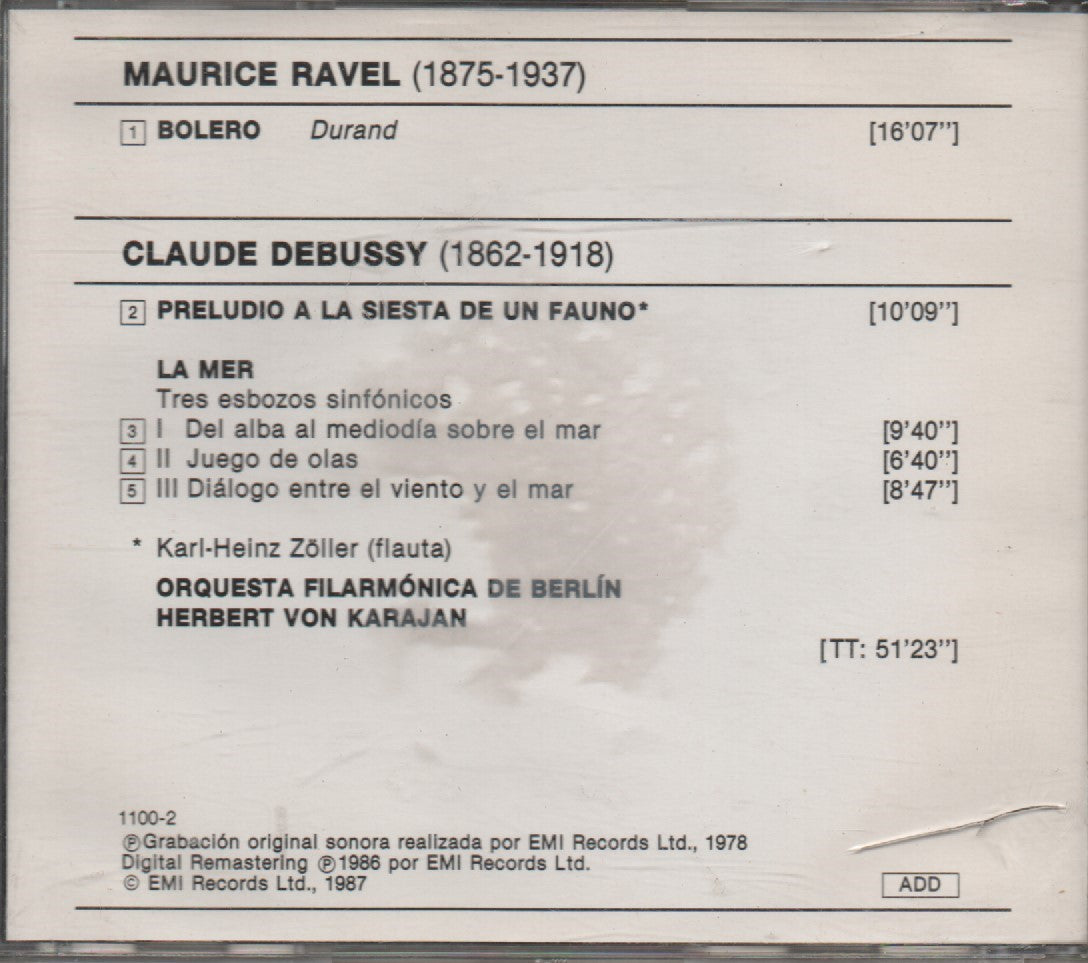 MAURICE RAVEL (1875-1937)
1 BOLERO Durand [16'07'']
CLAUDE DEBUSSY (1862-1918)
2 PRELUDIO A LA SIESTA DE UN FAUNO* [10'09'']
LA MER
Tres esbozos sinfónicos
3 I Del alba al mediodía sobre el mar [9'40'']
4 II Juego de olas [6'40'']
5 III Diálogo entre el viento y el mar [8'47'']
* Karl-Heinz Zöller (flauta)
ORQUESTA FILARMÓNICA DE BERLÍN
HERBERT VON KARAJAN
[TT: 51'23'']
1100-2
℗Grabación original sonora realizada por EMI Records Ltd., 1978
Digital Remastering ℗1986 por EMI Records Ltd.
© EMI Records Ltd., 1987
ADD